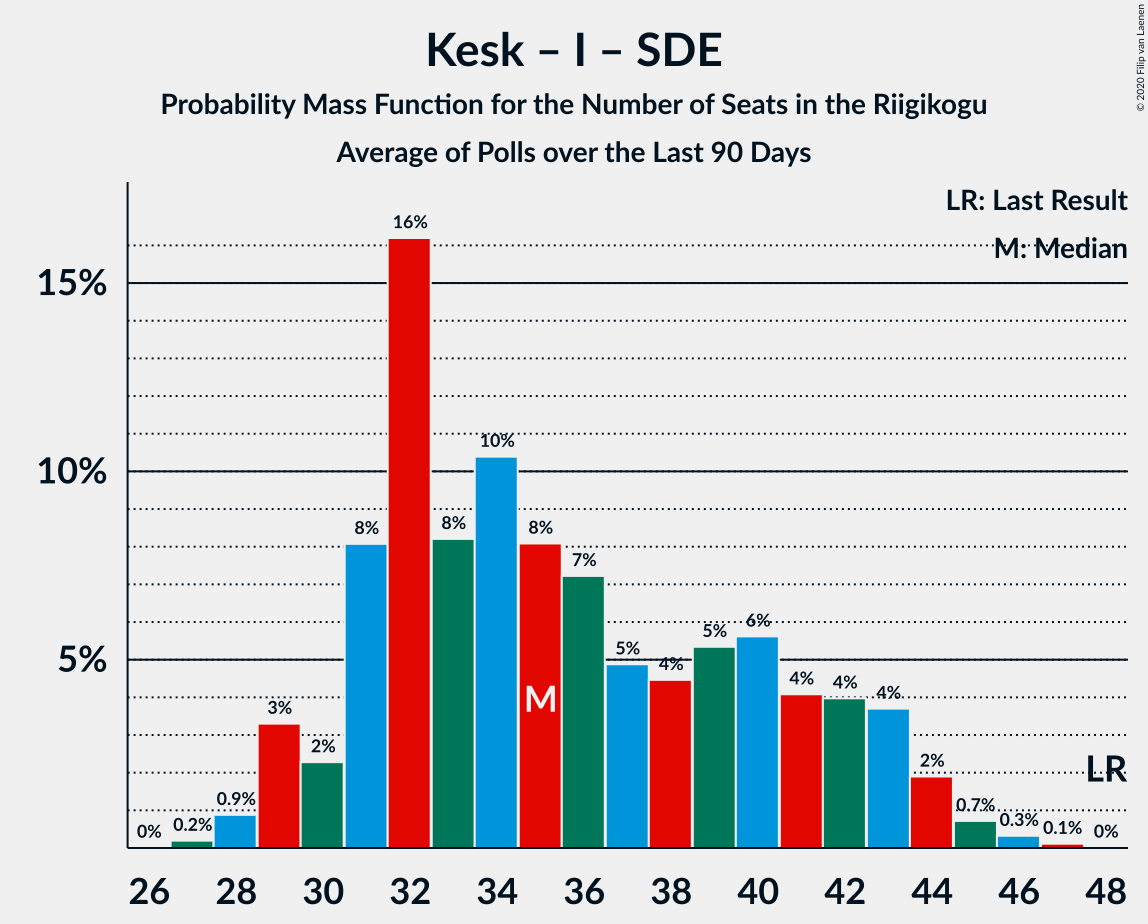 Kesk – I – SDE
Probability Mass Function for the Number of Seats in the Riigikogu
Average of Polls over the Last 90 Days
© 2020 Filip van Laenen
LR: Last Result
M: Median
15%
10%
5%
0%
0.2%
0.9%
3%
2%
8%
16%
8%
10%
8%
7%
5%
4%
5%
6%
4%
4%
4%
2%
0.7%
0.3%
0.1%
0%
M
LR
26 28 30 32 34 36 38 40 42 44 46 48